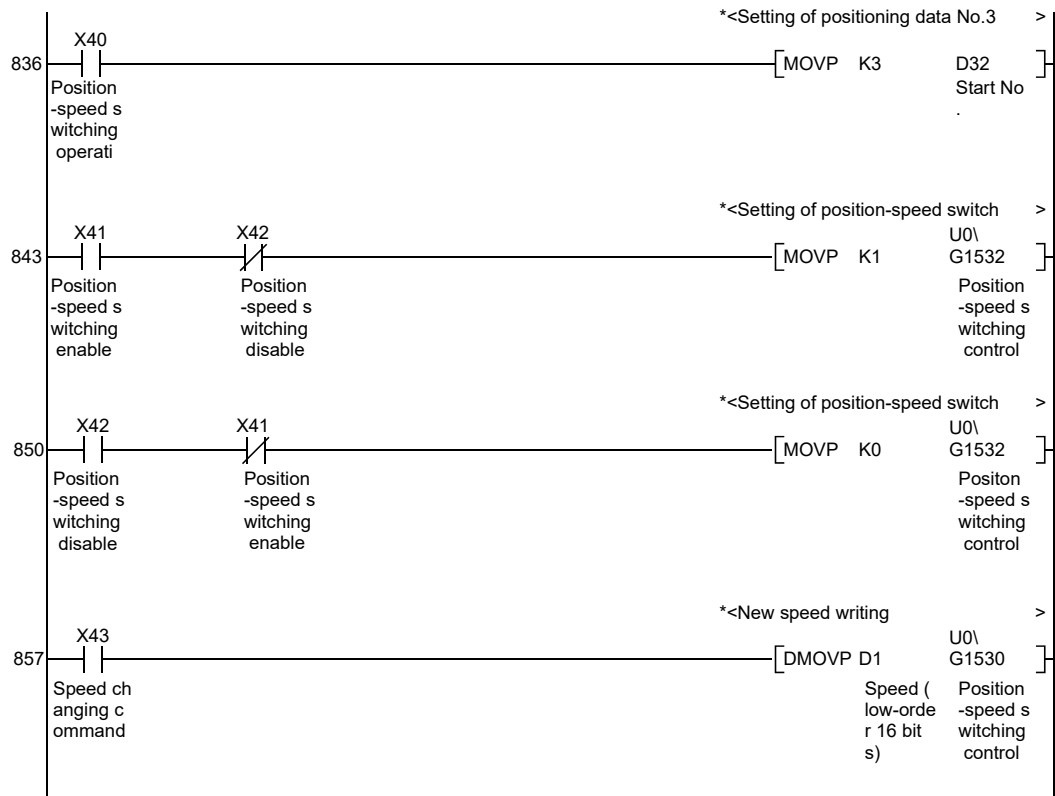 *<Setting of positioning data No.3 >
X40
836 MOVP K3 D32
Position
-speed s
witching
operati
Start No
.
*<Setting of position-speed switch >
X41 X42 U0\
843 MOVP K1 G1532
Position Position Position
-speed s -speed s -speed s
witching witching witching
enable disable control
*<Setting of position-speed switch >
X42 X41 U0\
850 MOVP K0 G1532
Position Position Positon
-speed s -speed s -speed s
witching witching witching
disable enable control
*<New speed writing >
X43 U0\
857 DMOVP D1 G1530
Speed ch Speed ( Position
anging c low-orde -speed s
ommand r 16 bit witching
s) control